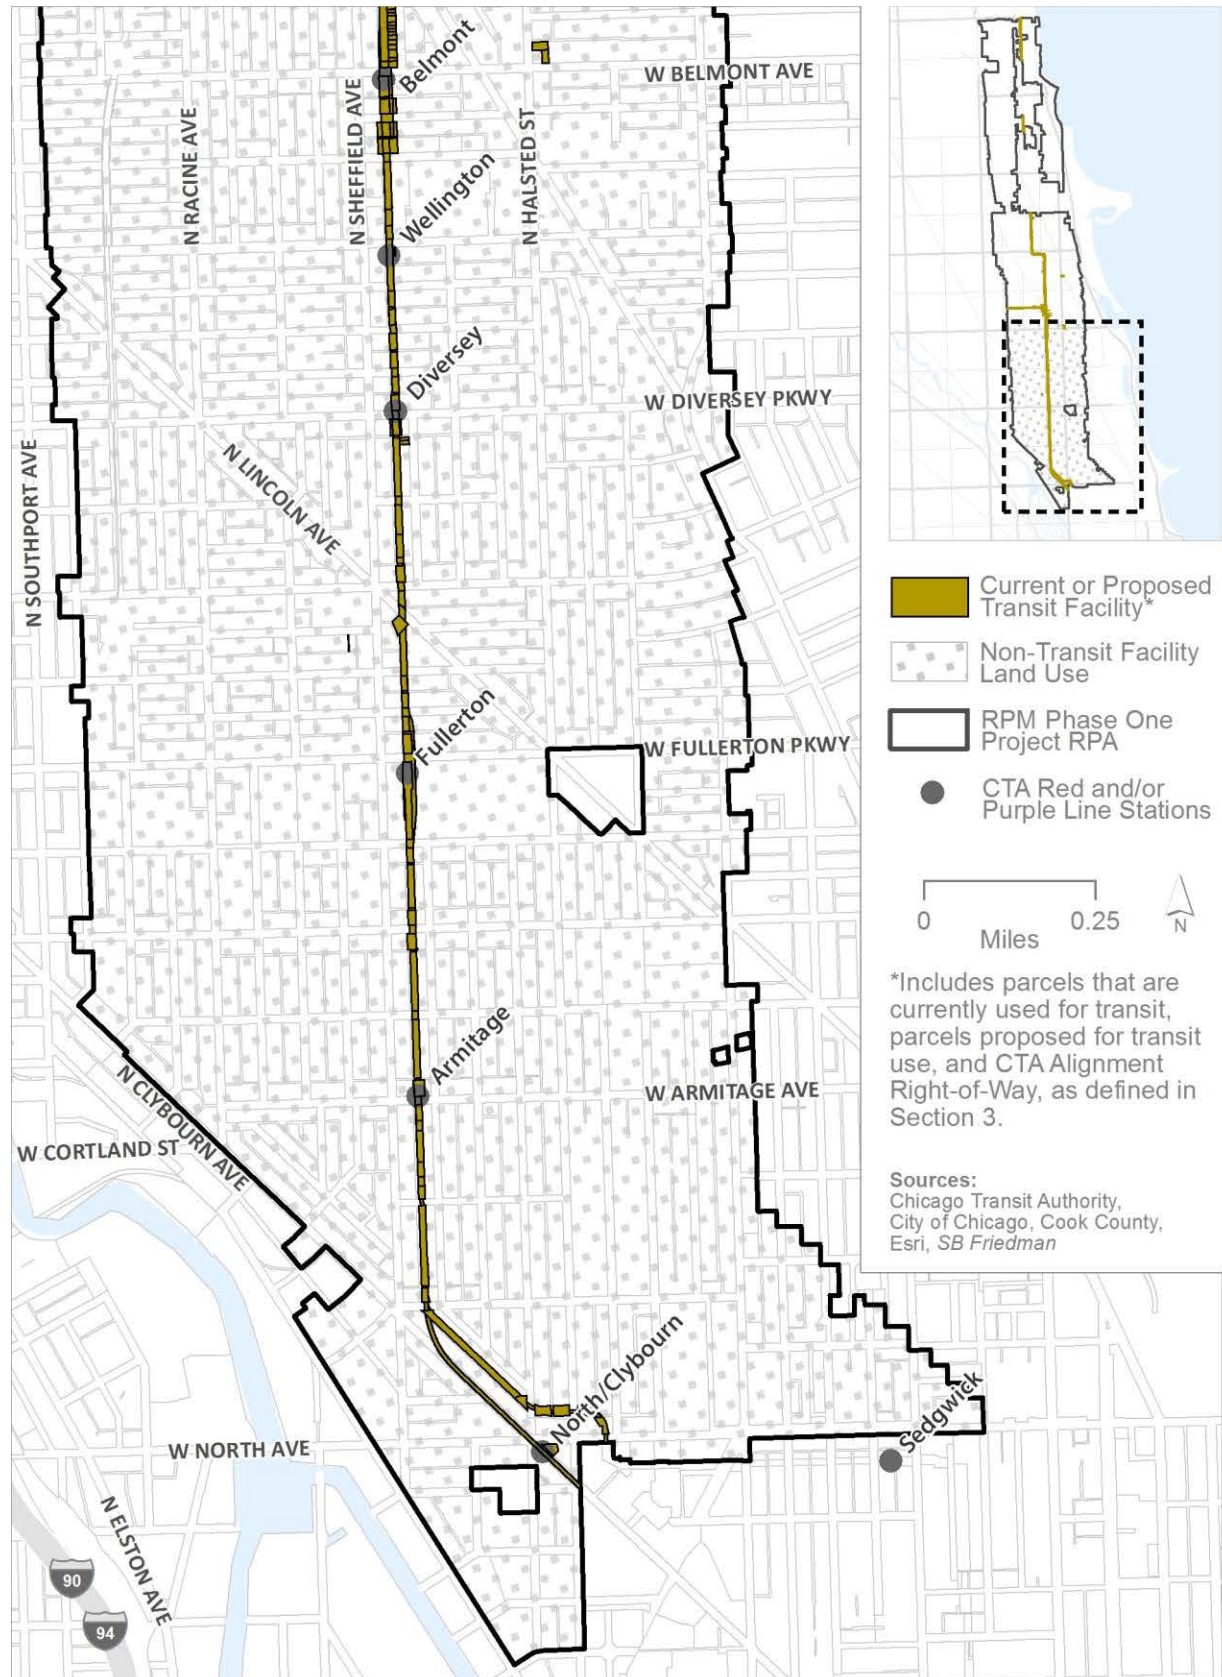 Belmont
W BELMONT AVE
N RACINE AVE
N SHEFFIELD AVE
N HALSTED ST
Wellington
Diversey
W DIVERSEY PKWY
N SOUTHPORT AVE
N LINCOLN AVE
Fullerton
W FULLERTON PKWY
Armitage
W ARMITAGE AVE
N CLYBOURN AVE
W CORTLAND ST
North/Clybourn
Sedgwick
W NORTH AVE
N ELSTON AVE
90
94
Current or Proposed
Transit Facility*
Non-Transit Facility
Land Use
RPM Phase One
Project RPA
CTA Red and/or
Purple Line Stations
0 0.25
Miles
N
*Includes parcels that are
currently used for transit,
parcels proposed for transit
use, and CTA Alignment
Right-of-Way, as defined in
Section 3.
Sources:
Chicago Transit Authority,
City of Chicago, Cook County,
Esri, SB Friedman